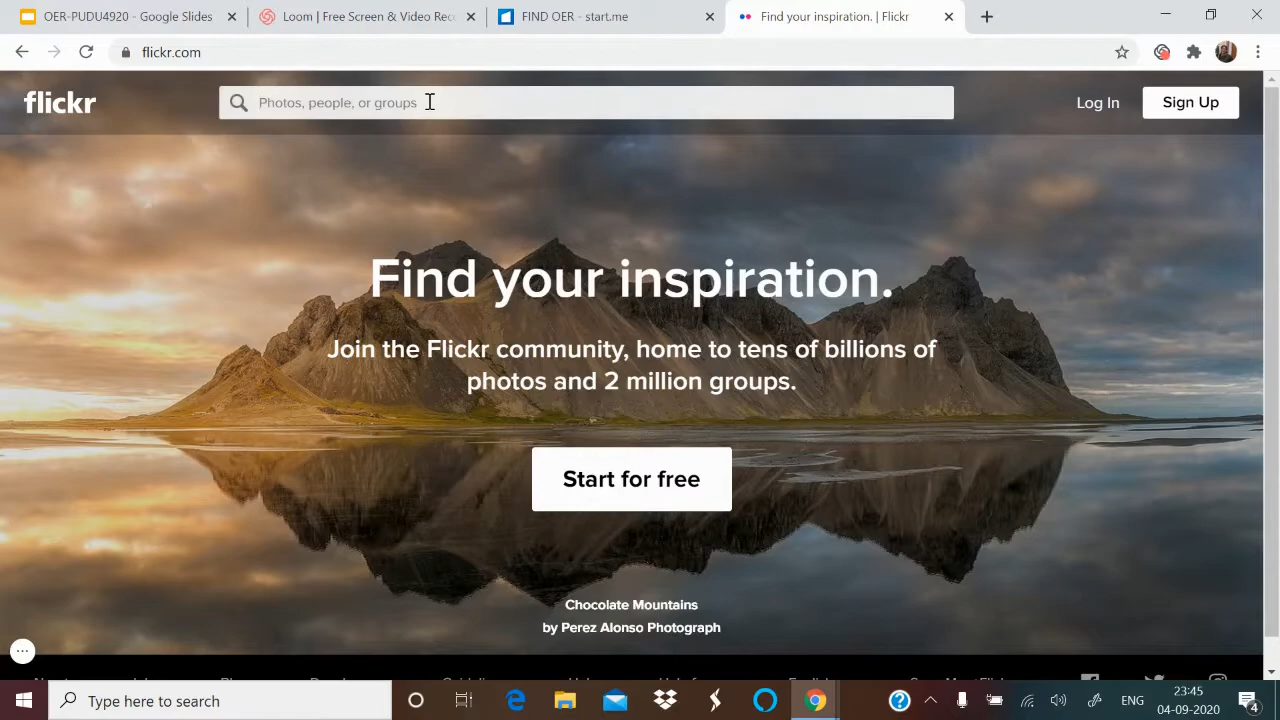 OER-PUDU4920 - Google Slides
Loom | Free Screen & Video Rec
FIND OER - start.me
Find your inspiration. | Flickr
flickr.com
flickr
Photos, people, or groups
Log In
Sign Up
Find your inspiration.
Join the Flickr community, home to tens of billions of
photos and 2 million groups.
Start for free
Chocolate Mountains
by Perez Alonso Photograph
Type here to search
ENG
23:45
04-09-2020
4